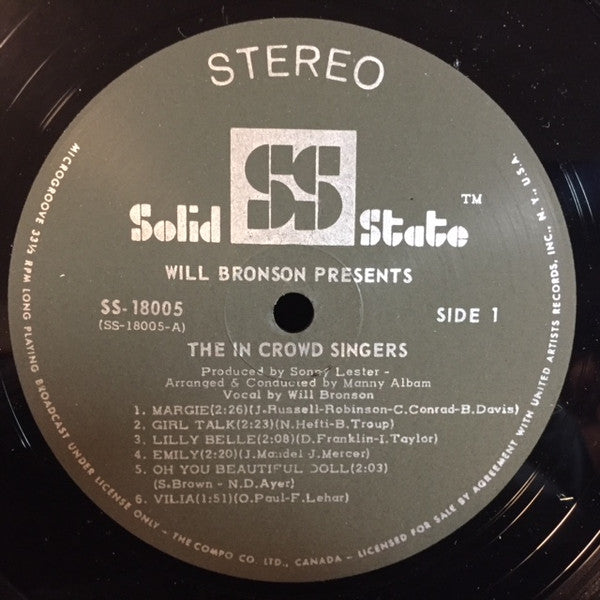 STEREO
SS
Solid State™
WILL BRONSON PRESENTS
SS-18005
(SS-18005-A)
SIDE 1
THE IN CROWD SINGERS
Produced by Sonny Lester -
Arranged & Conducted by Manny Albam
Vocal by Will Bronson
1. MARGIE(2:26)(J.Russell-Robinson-C.Conrad-B.Davis)
2. GIRL TALK(2:23)(N.Hefti-B.Troup)
3. LILLY BELLE(2:08)(D.Franklin-I.Taylor)
4. EMILY(2:20)(J.Mandel J.Mercer)
5. OH YOU BEAUTIFUL DOLL(2:03)
(S.Brown - N.D.Ayer)
6. VILIA(1:51)(O.Paul-F.Lehar)
MICROGROOVE 33⅓ RPM LONG PLAYING BROADCAST UNDER LICENSE ONLY - THE COMPO CO. LTD., CANADA - LICENSED FOR SALE BY AGREEMENT WITH UNITED ARTISTS RECORDS, INC., N. Y., U.S.A.